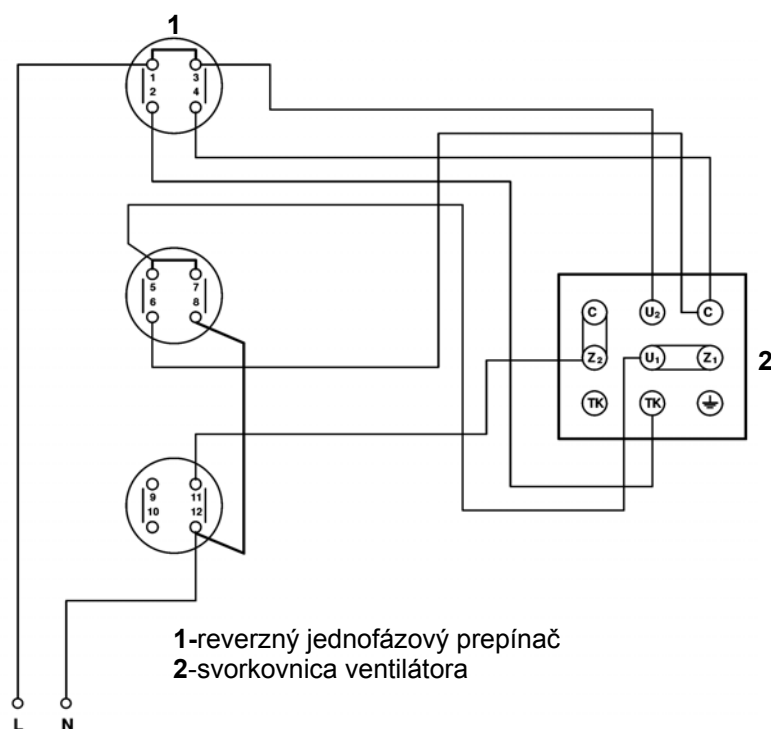 1
1 3
2 4
5 7
6 8
C U2 C
Z2 U1 Z1
2
TK TK
9 11
10 12
1-reverzný jednofázový prepínač
2-svorkovnica ventilátora
L N